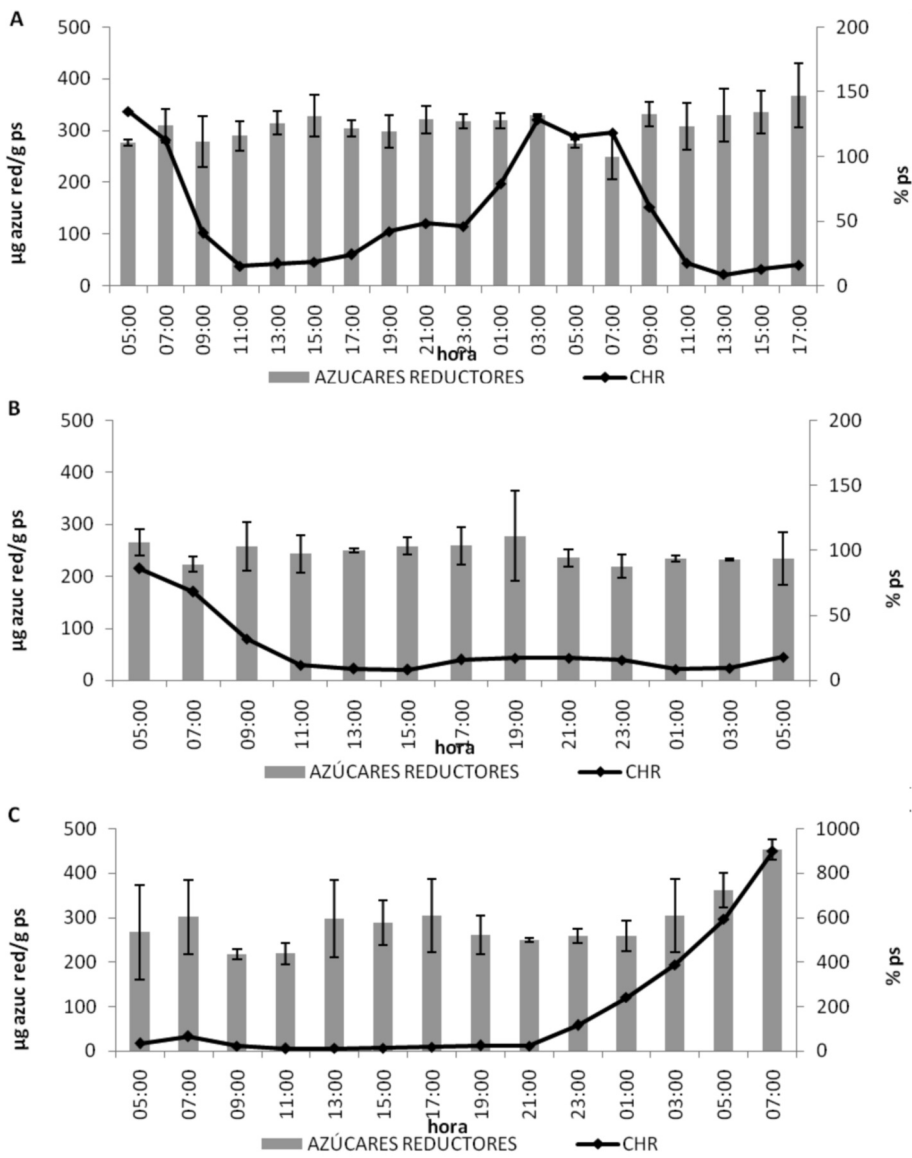 A
500 200
400 150
300
200 100
100 50
0 0
µg azuc red/g ps
% ps
05:00 07:00 09:00 11:00 13:00 15:00 17:00 19:00 21:00 23:00 01:00 03:00 05:00 07:00 09:00 11:00 13:00 15:00 17:00
hora
AZUCARES REDUCTORES CHR
B
500 200
400 150
300
200 100
100 50
0 0
µg azuc red/g ps
% ps
05:00 07:00 09:00 11:00 13:00 15:00 17:00 19:00 21:00 23:00 01:00 03:00 05:00
hora
AZÚCARES REDUCTORES CHR
C
500 1000
400 800
300 600
200 400
100 200
0 0
µg azuc red/g ps
% ps
05:00 07:00 09:00 11:00 13:00 15:00 17:00 19:00 21:00 23:00 01:00 03:00 05:00 07:00
hora
AZÚCARES REDUCTORES CHR